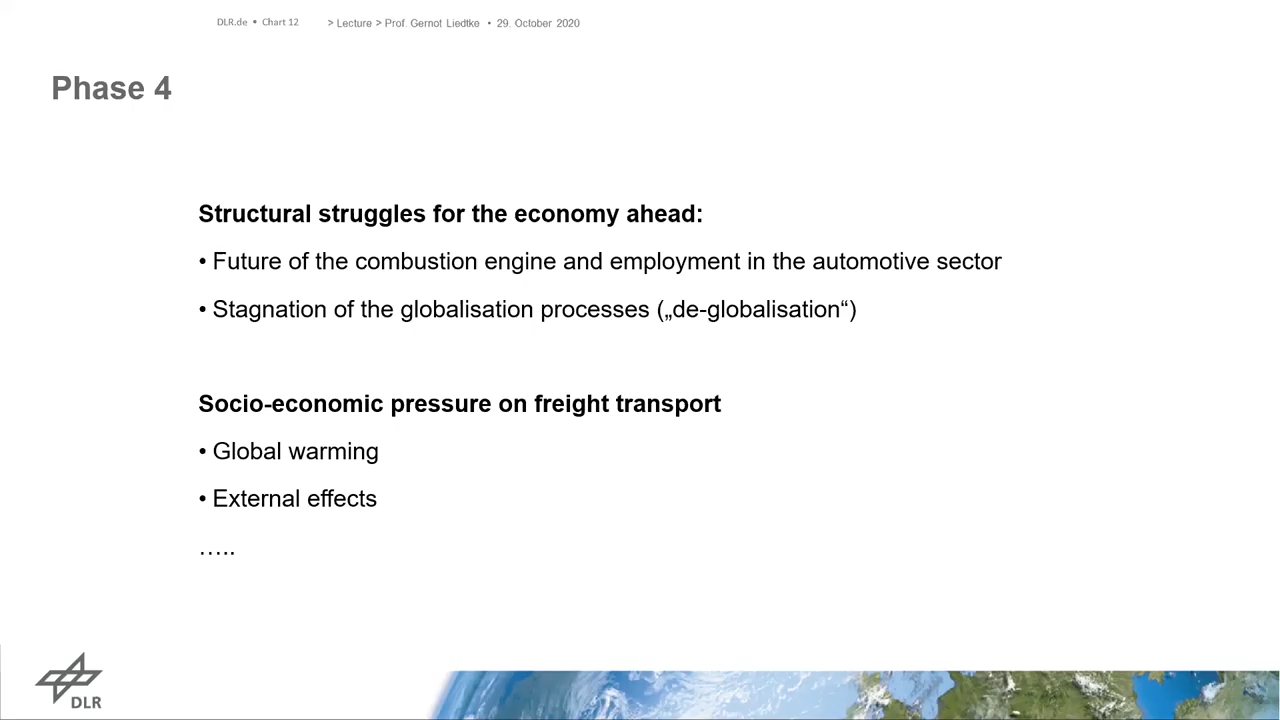 DLR.de • Chart 12 > Lecture > Prof. Gernot Liedtke • 29. October 2020
Phase 4
Structural struggles for the economy ahead:
• Future of the combustion engine and employment in the automotive sector
• Stagnation of the globalisation processes („de-globalisation“)
Socio-economic pressure on freight transport
• Global warming
• External effects
…..
DLR